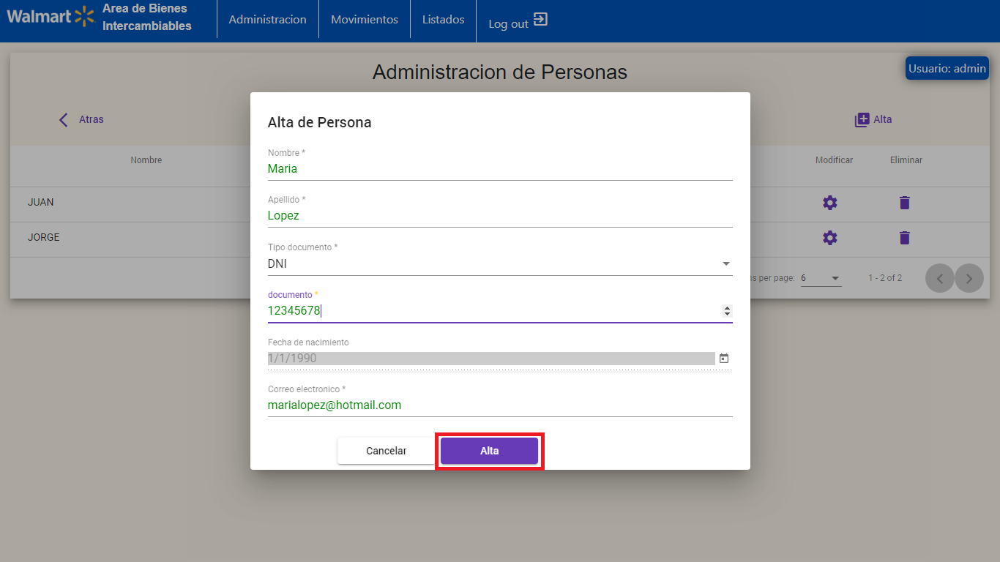 Walmart
Area de Bienes
Intercambiables
Administracion
Movimientos
Listados
Log out
Administracion de Personas
Usuario: admin
Atras
Alta
Nombre
Modificar
Eliminar
JUAN
JORGE
per page:
6
1 - 2 of 2
Alta de Persona
Nombre *
Maria
Apellido *
Lopez
Tipo documento *
DNI
documento *
12345678
Fecha de nacimiento
1/1/1990
Correo electronico *
marialopez@hotmail.com
Cancelar
Alta